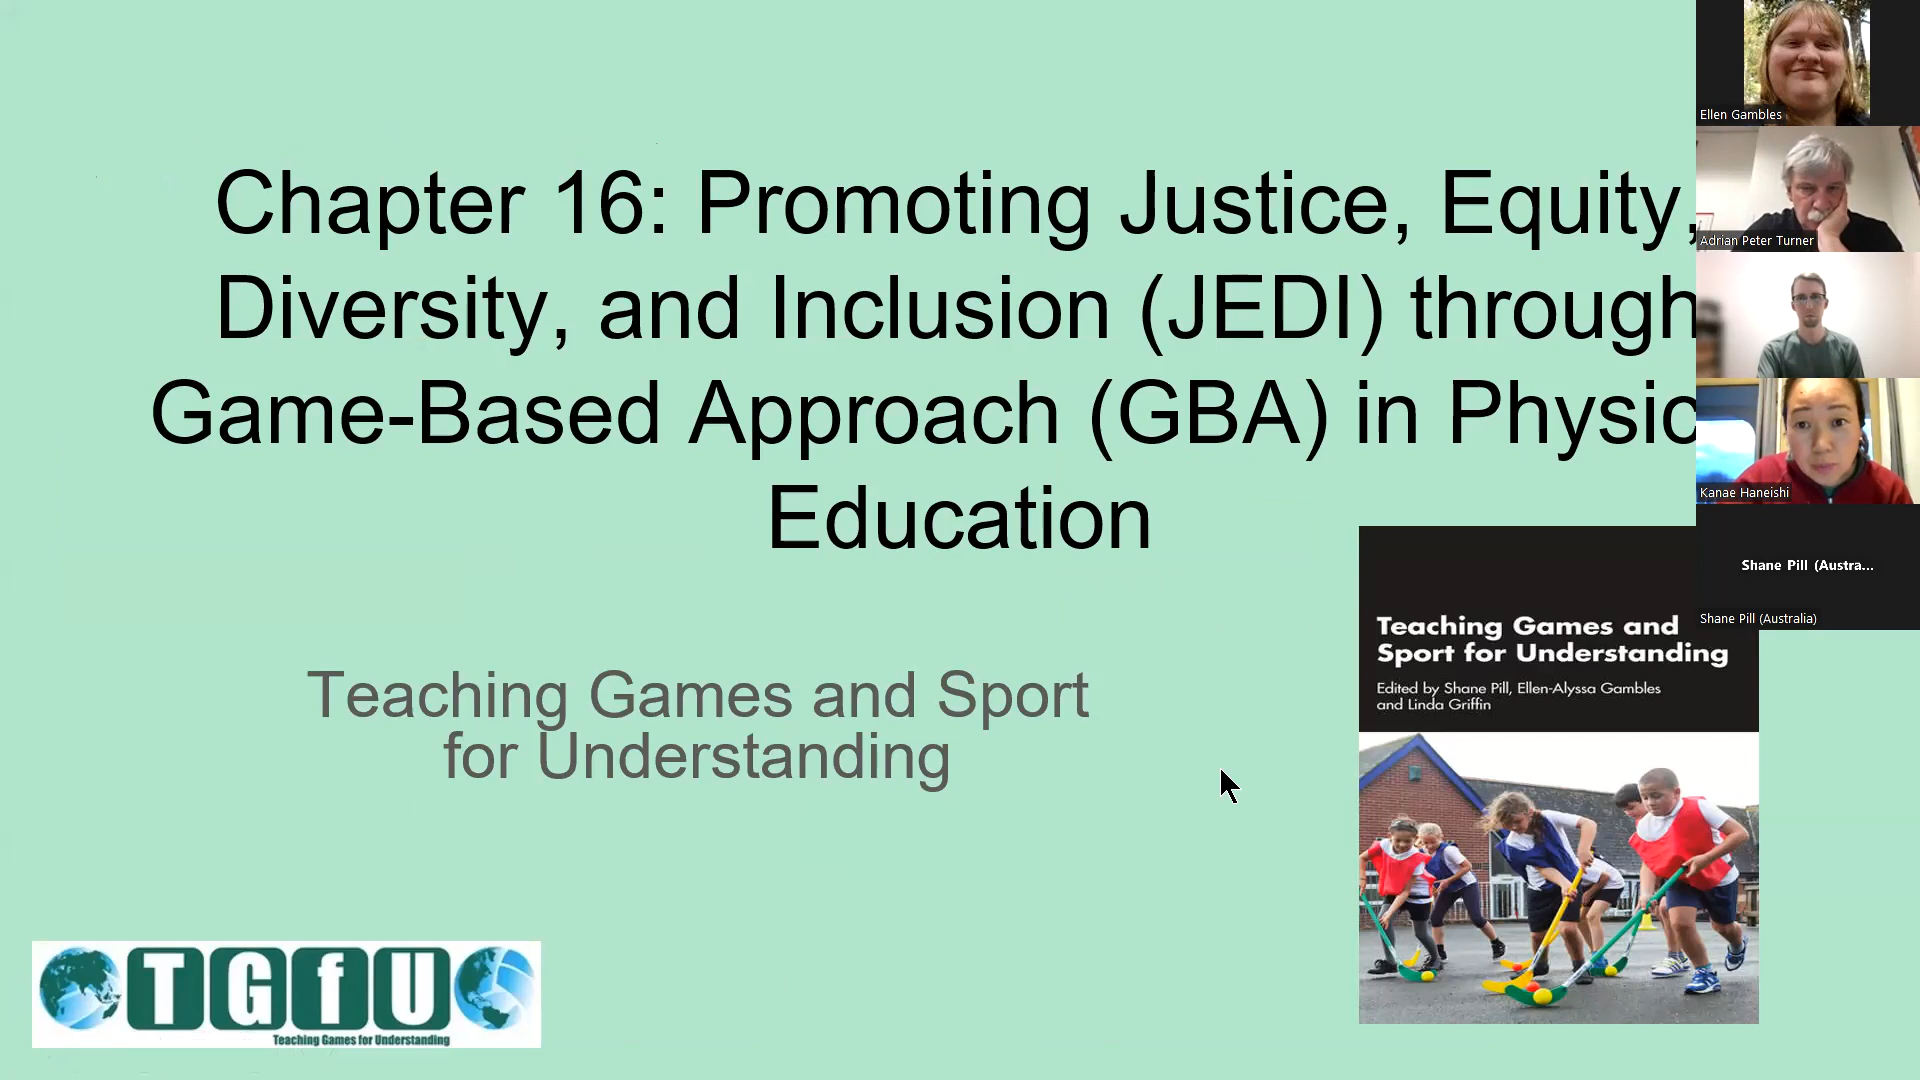 Chapter 16: Promoting Justice, Equity,
Diversity, and Inclusion (JEDI) through
Game-Based Approach (GBA) in Physic
Education
Teaching Games and Sport
for Understanding
TGfU
Teaching Games for Understanding
Teaching Games and
Sport for Understanding
Edited by Shane Pill, Ellen-Alyssa Gambles
and Linda Griffin
Ellen Gambles
Adrian Peter Turner
Kanae Haneishi
Shane Pill (Austra...
Shane Pill (Australia)